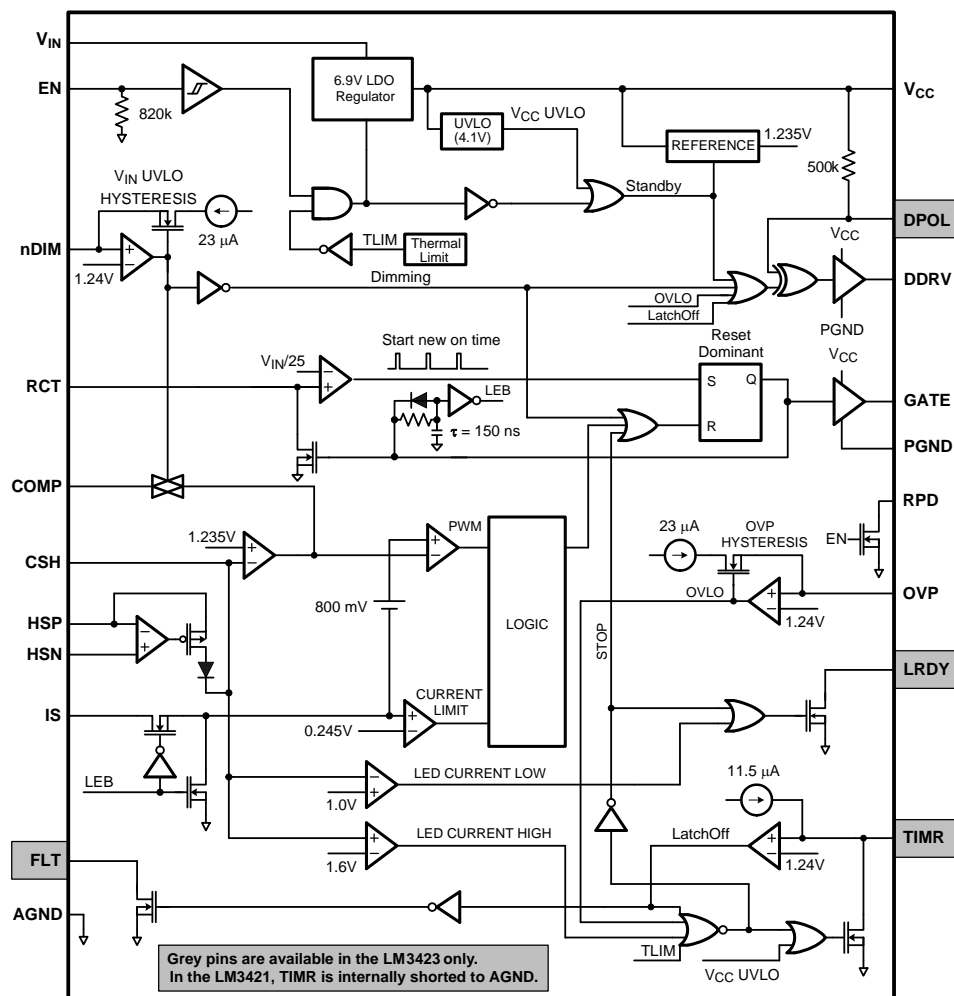 VIN
EN
820k
6.9V LDO
Regulator
UVLO
(4.1V)
VCC UVLO
REFERENCE
1.235V
VCC
500k
Standby
VIN UVLO
HYSTERESIS
23 µA
nDIM
1.24V
TLIM
Thermal
Limit
Dimming
OVLO
LatchOff
DPOL
VCC
DDRV
PGND
Start new on time
VIN/25
RCT
LEB
τ = 150 ns
Reset
Dominant
S
Q
R
VCC
GATE
PGND
COMP
1.235V
CSH
PWM
800 mV
LOGIC
RPD
EN
23 µA
OVP
HYSTERESIS
OVLO
OVP
1.24V
HSP
HSN
STOP
LRDY
IS
CURRENT
LIMIT
0.245V
LEB
LED CURRENT LOW
1.0V
LED CURRENT HIGH
1.6V
11.5 µA
LatchOff
TIMR
1.24V
FLT
AGND
TLIM
VCC UVLO
Grey pins are available in the LM3423 only.
In the LM3421, TIMR is internally shorted to AGND.